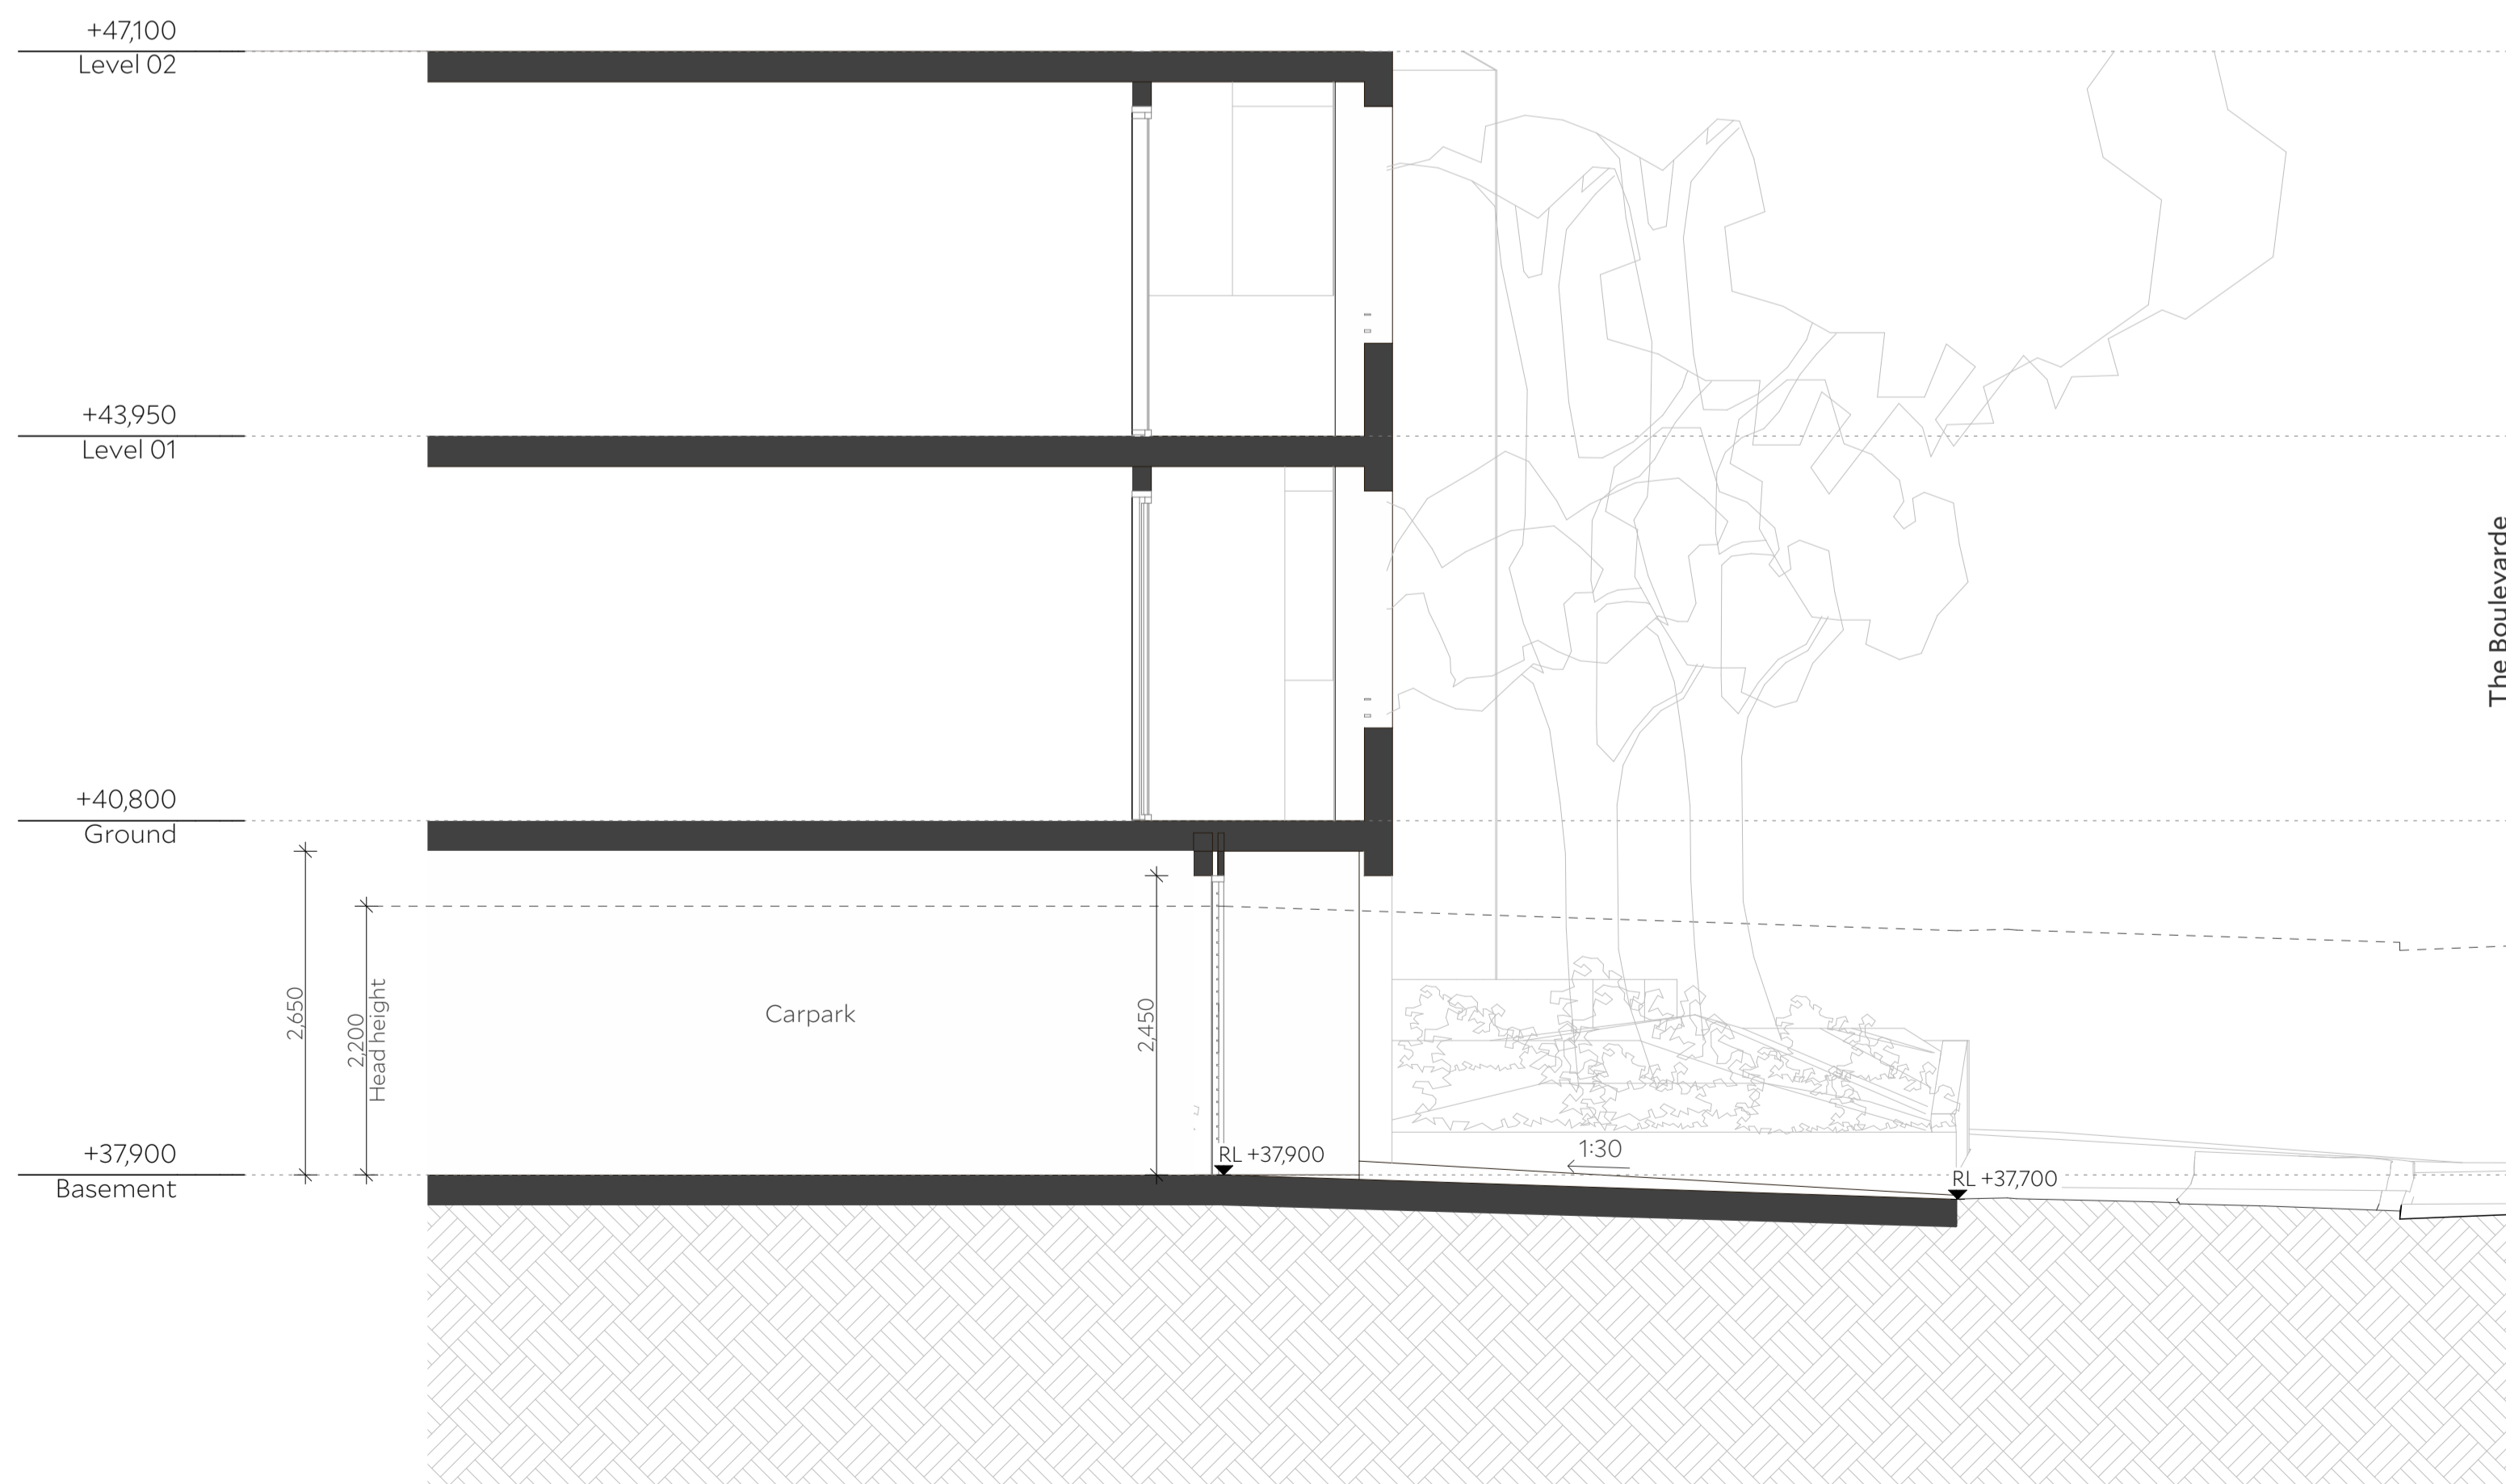 +47,100
Level 02
+43,950
Level 01
The Boulevarde
+40,800
Ground
2,650
2,200
Head height
Carpark
2,450
1:30
+37,900
Basement
RL +37,900
RL +37,700